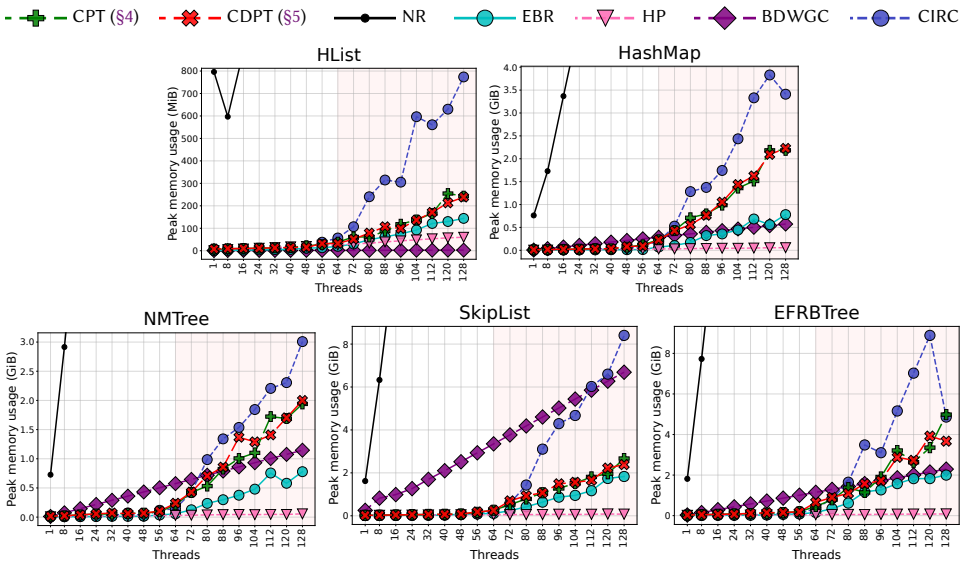 CPT (§4) CDPT (§5) NR EBR HP BDWGC CIRC
HList
Peak memory usage (MiB)
800
700
600
500
400
300
200
100
0
1 8 16 24 32 40 48 56 64 72 80 88 96 104 112 120 128
Threads
HashMap
Peak memory usage (GiB)
4.0
3.5
3.0
2.5
2.0
1.5
1.0
0.5
0.0
1 8 16 24 32 40 48 56 64 72 80 88 96 104 112 120 128
Threads
NMTree
Peak memory usage (GiB)
3.0
2.5
2.0
1.5
1.0
0.5
0.0
1 8 16 24 32 40 48 56 64 72 80 88 96 104 112 120 128
Threads
SkipList
Peak memory usage (GiB)
8
6
4
2
0
1 8 16 24 32 40 48 56 64 72 80 88 96 104 112 120 128
Threads
EFRBTree
Peak memory usage (GiB)
8
6
4
2
0
1 8 16 24 32 40 48 56 64 72 80 88 96 104 112 120 128
Threads